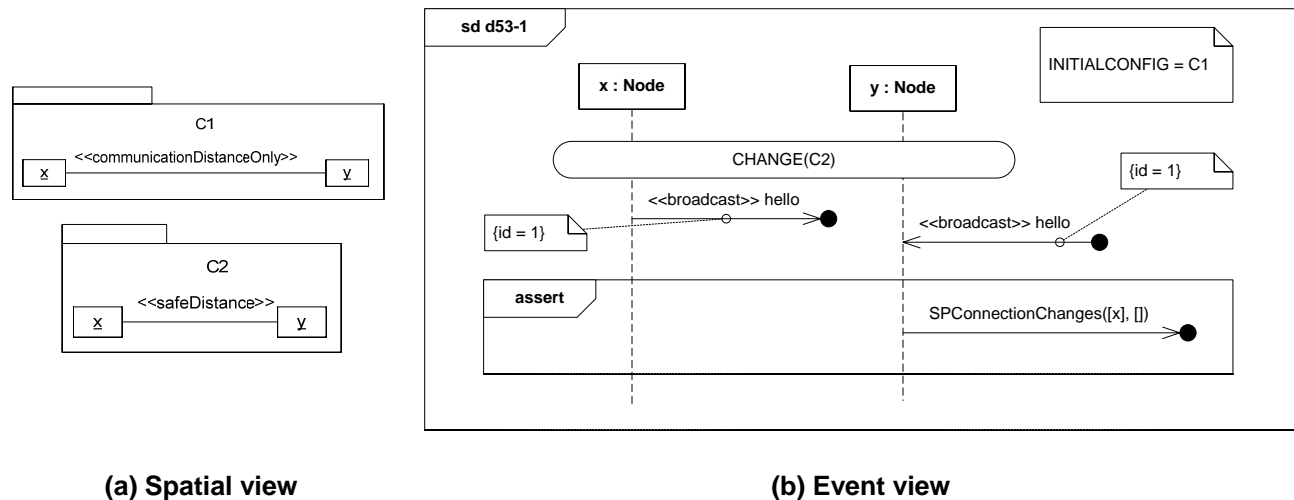 C1
<<communicationDistanceOnly>>
x
y
C2
<<safeDistance>>
x
y
(a) Spatial view
sd d53-1
INITIALCONFIG = C1
x : Node
y : Node
CHANGE(C2)
{id = 1}
<<broadcast>> hello
<<broadcast>> hello
{id = 1}
assert
SPConnectionChanges([x], [])
(b) Event view